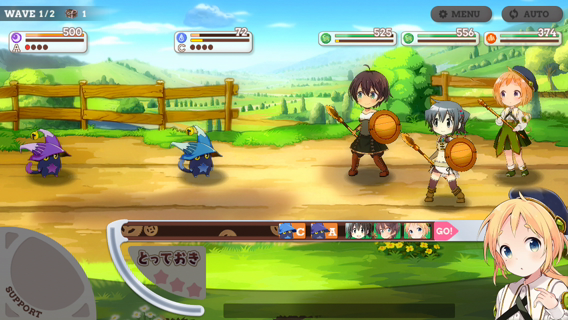 WAVE 1/2 1
MENU
AUTO
500
A
72
C
525
556
374
C A GO!
とっておき
SUPPORT